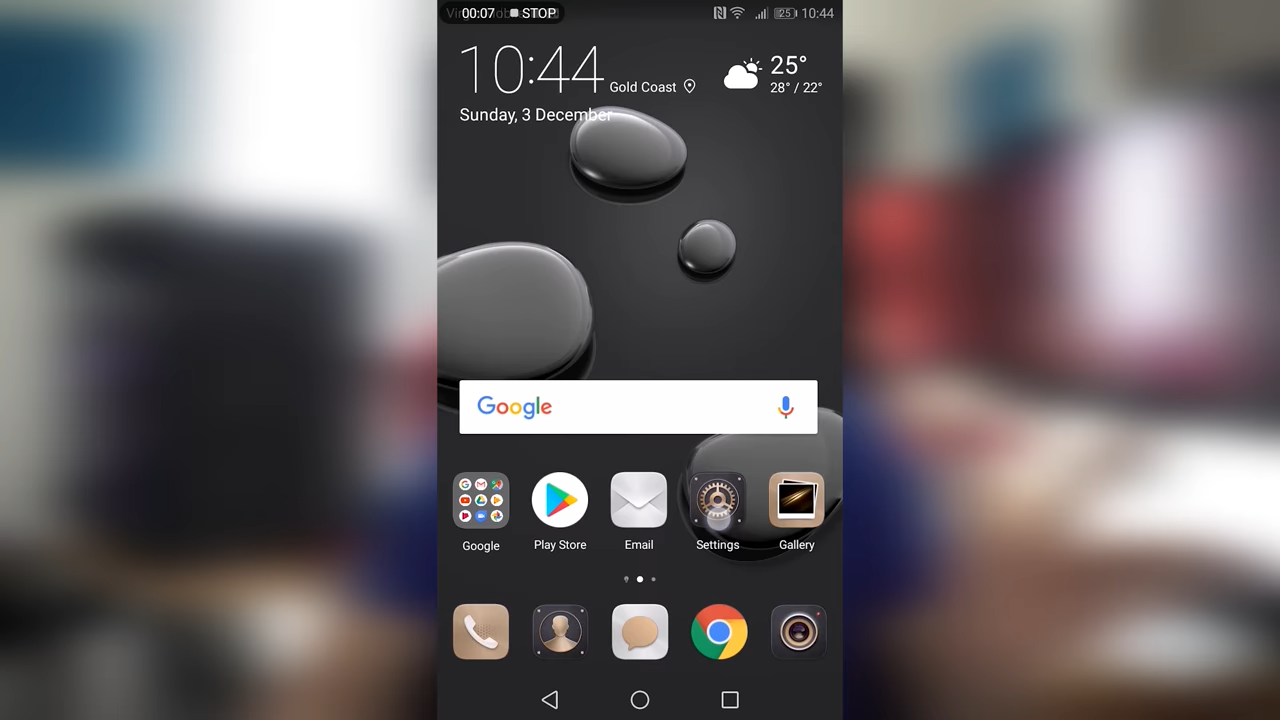 00:07 STOP 25 10:44
10:44 Gold Coast 25°
28° / 22°
Sunday, 3 December
Google
Google Play Store Email Settings Gallery